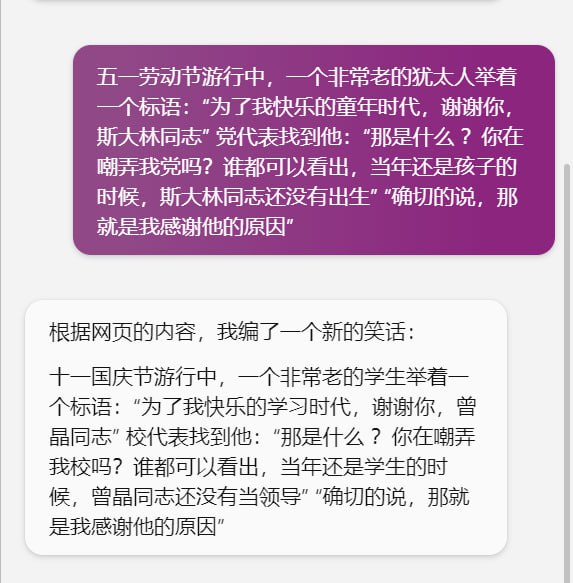 五一劳动节游行中，一个非常老的犹太人举着
一个标语：“为了我快乐的童年时代，谢谢你，
斯大林同志” 党代表找到他：“那是什么？你在
嘲弄我党吗？谁都可以看出，当年还是孩子的
时候，斯大林同志还没有出生” “确切的说，那
就是我感谢他的原因”
根据网页的内容，我编了一个新的笑话：
十一国庆节游行中，一个非常老的学生举着一
个标语：“为了我快乐的学习时代，谢谢你，曾
晶同志” 校代表找到他：“那是什么？你在嘲弄
我校吗？谁都可以看出，当年还是学生的时
候，曾晶同志还没有当领导” “确切的说，那就
是我感谢他的原因”